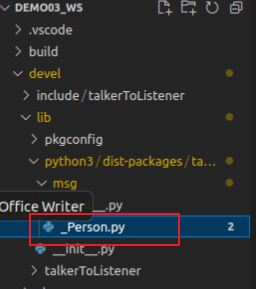 DEMO03_WS
.vscode
build
devel
include/talkerToListener
lib
pkgconfig
python3/dist-packages/ta...
msg
Office Writer __.py
_Person.py 2
__init__.py
talkerToListener